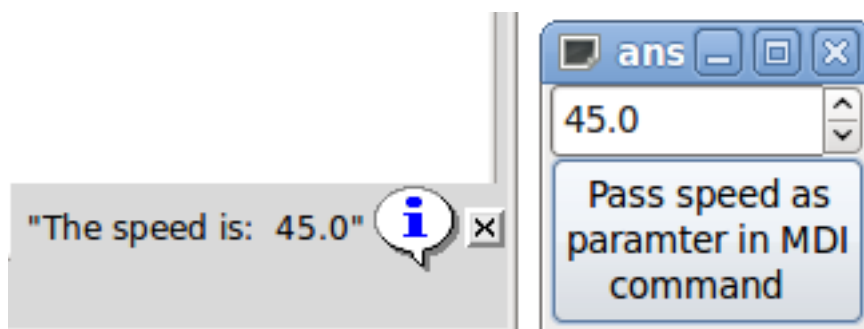 "The speed is:  45.0"
ans
45.0
Pass speed as
paramter in MDI
command